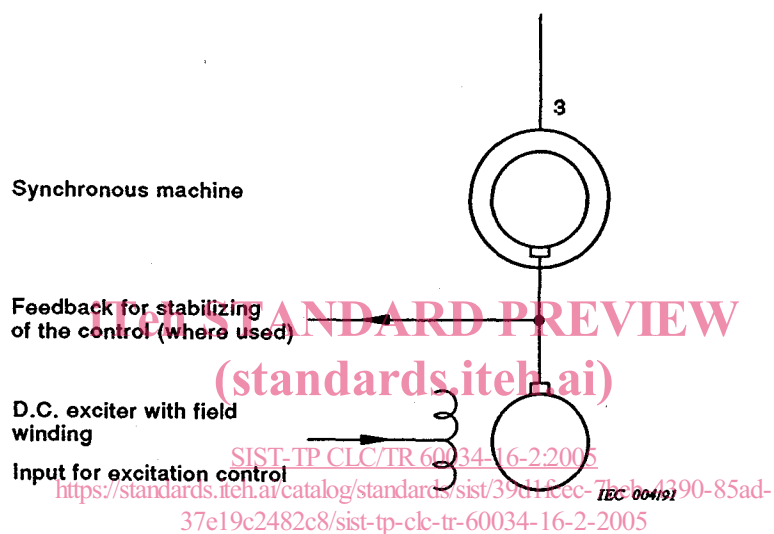 3
Synchronous machine
Feedback for stabilizing
of the control (where used)
iTeh STANDARD PREVIEW
(standards.iteh.ai)
D.C. exciter with field
winding
SIST-TP CLC/TR 60034-16-2:2005
Input for excitation control
https://standards.iteh.ai/catalog/standards/sist/39d1fcec-7beb-4390-85ad-
IEC 004/91
37e19c2482c8/sist-tp-clc-tr-60034-16-2-2005